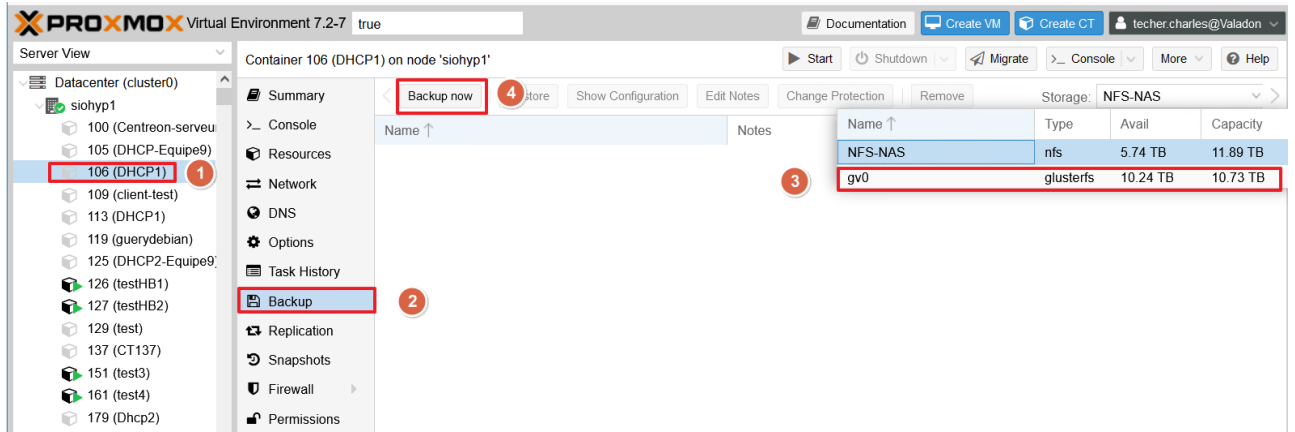 PROXMOX Virtual Environment 7.2-7 true Documentation Create VM Create CT techer.charles@Valadon
Server View
Datacenter (cluster0)
siohyp1
100 (Centreon-serveu
105 (DHCP-Equipe9)
106 (DHCP1) 1
109 (client-test)
113 (DHCP1)
119 (guerydebian)
125 (DHCP2-Equipe9)
126 (testHB1)
127 (testHB2)
129 (test)
137 (CT137)
151 (test3)
161 (test4)
179 (Dhcp2)
Container 106 (DHCP1) on node 'siohyp1' Start Shutdown Migrate >_ Console More Help
Summary
>_ Console
Resources
Network
DNS
Options
Task History
Backup 2
Replication
Snapshots
Firewall
Permissions
Backup now 4 store Show Configuration Edit Notes Change Protection Remove Storage: NFS-NAS
Name ↑ Notes
Name ↑ Type Avail Capacity
NFS-NAS nfs 5.74 TB 11.89 TB
3 gv0 glusterfs 10.24 TB 10.73 TB